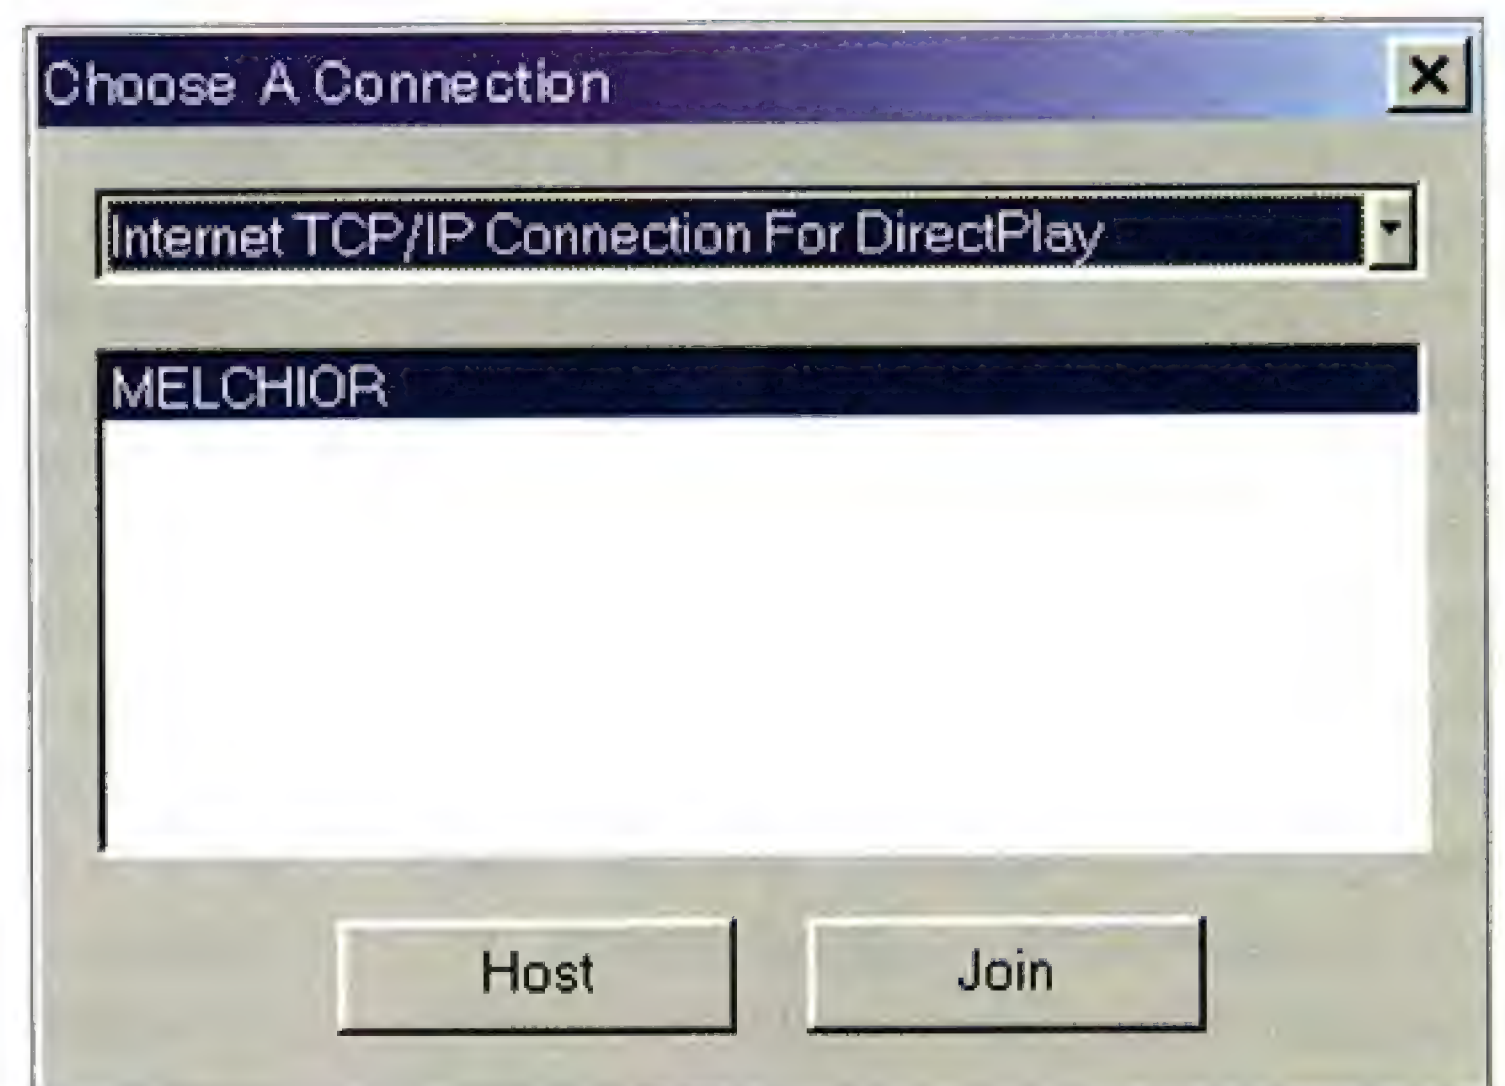 Choose A Connection
Internet TCP/IP Connection For DirectPlay
MELCHIOR
Host
Join